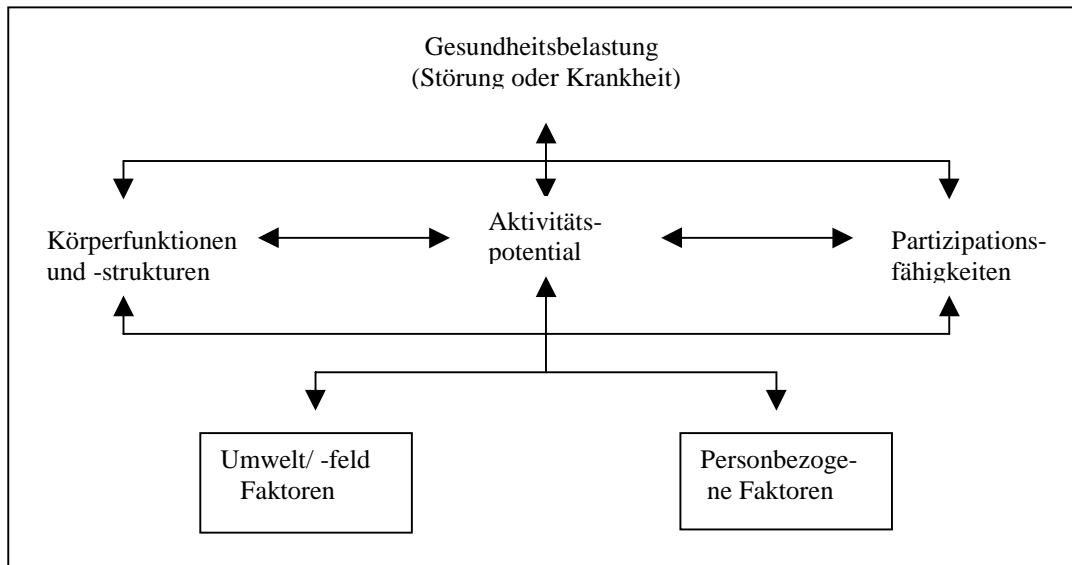 Gesundheitsbelastung
(Störung oder Krankheit)
Körperfunktionen
und -strukturen
Aktivitäts-
potential
Partizipations-
fähigkeiten
Umwelt/ -feld
Faktoren
Personbezoge-
ne Faktoren